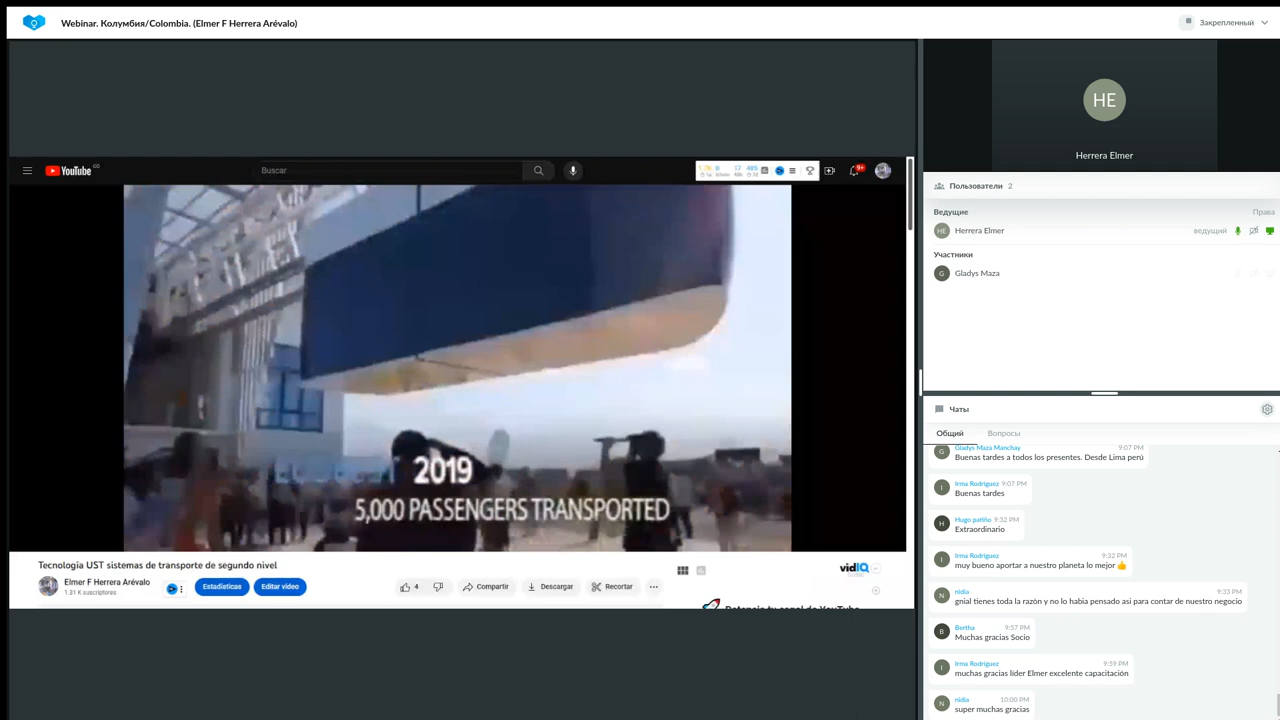 Webinar. Колумбия/Colombia. (Elmer F Herrera Arévalo)
Закрепленный
YouTube CO
Buscar
9+
2019
5,000 PASSENGERS TRANSPORTED
Tecnología UST sistemas de transporte de segundo nivel
Elmer F Herrera Arévalo
1.31 K suscriptores
Estadísticas
Editar video
4
Compartir
Descargar
Recortar
vidIQ
HE
Herrera Elmer
Пользователи 2
Ведущие
Права
HE
Herrera Elmer
ведущий
Участники
G
Gladys Maza
Чаты
Общий
Вопросы
G
Gladys Maza Manchay 9:07 PM
Buenas tardes a todos los presentes. Desde Lima perú
I
Irma Rodriguez 9:07 PM
Buenas tardes
H
Hugo patiño 9:32 PM
Extraordinario
I
Irma Rodriguez 9:32 PM
muy bueno aportar a nuestro planeta lo mejor 👍
N
nidia 9:33 PM
gnial tienes toda la razòn y no lo habia pensado asi para contar de nuestro negocio
B
Bertha 9:57 PM
Muchas gracias Socio
I
Irma Rodriguez 9:59 PM
muchas gracias líder Elmer excelente capacitación
N
nidia 10:00 PM
super muchas gracias